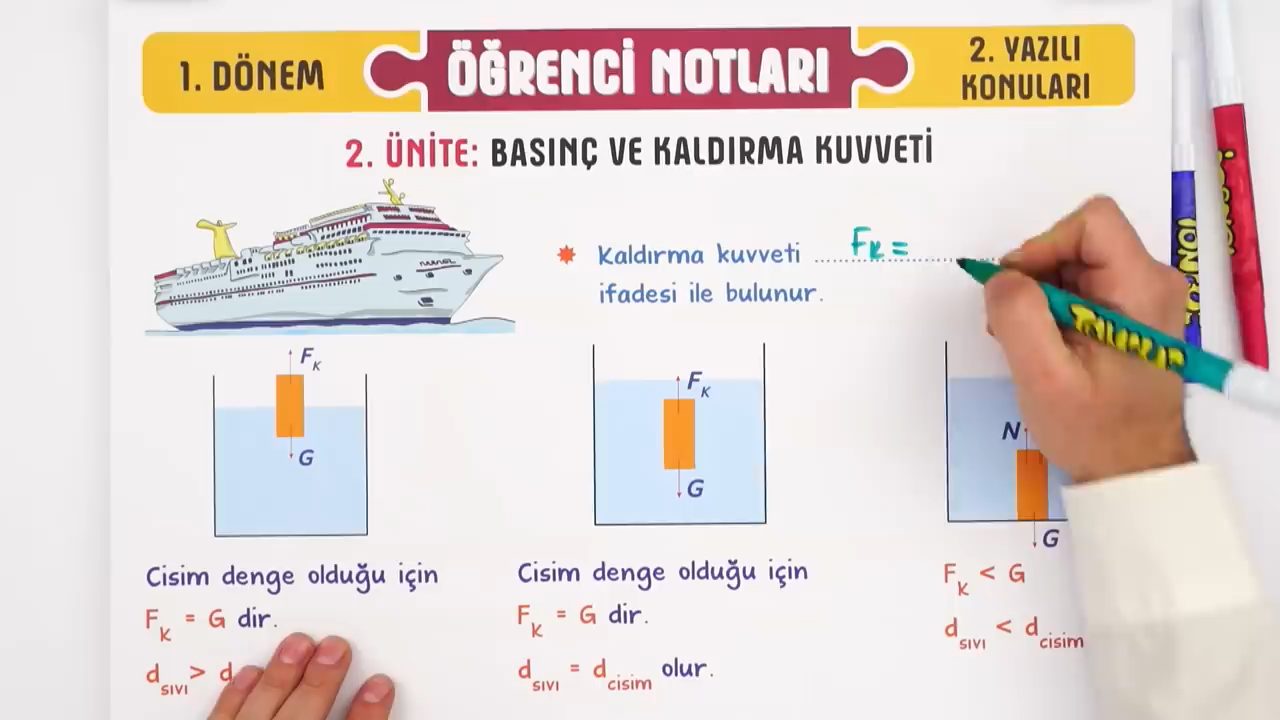 1. DÖNEM
ÖĞRENCİ NOTLARI
2. YAZILI
KONULARI
2. ÜNİTE: BASINÇ VE KALDIRMA KUVVETİ
Kaldırma kuvveti ........ Fk = ........
ifadesi ile bulunur.
FK
G
FK
G
N
G
Cisim denge olduğu için
FK = G dir.
dsıvı > d
Cisim denge olduğu için
FK = G dir.
dsıvı = dcisim olur.
FK < G
dsıvı < dcisim